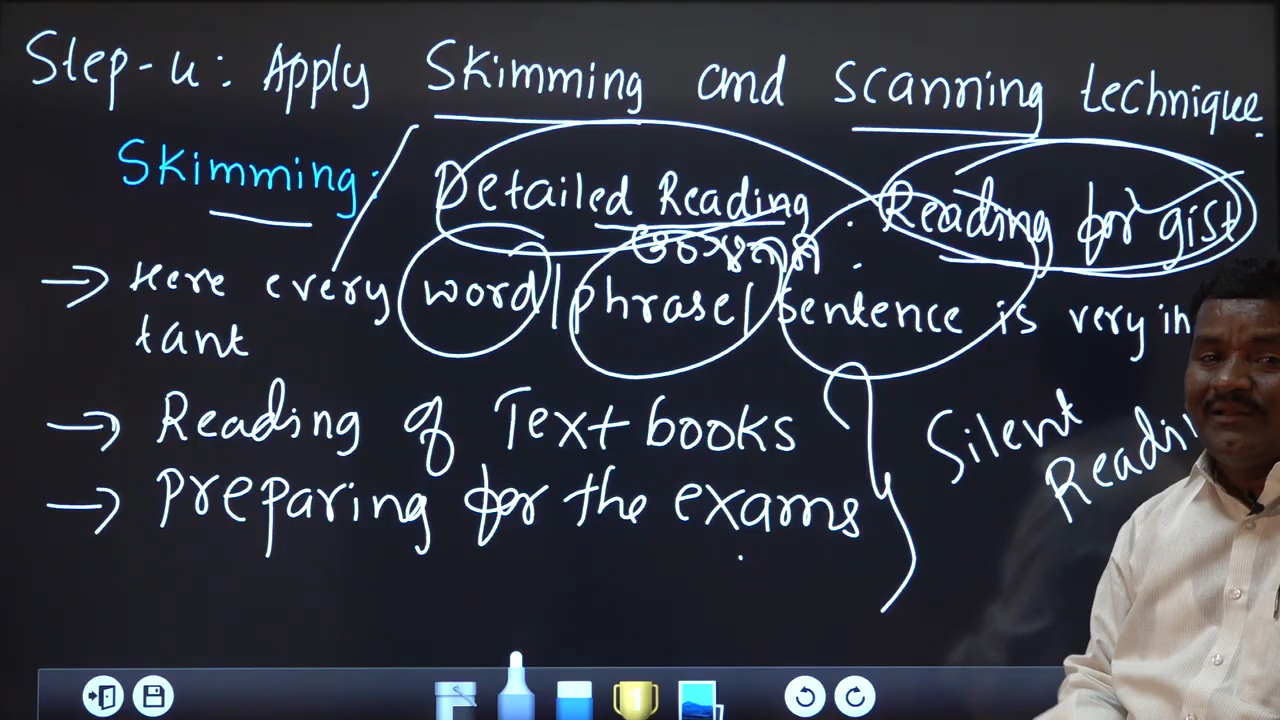 Step-4: Apply Skimming and scanning technique.
Skimming: Detailed Reading. Reading for gist
→ Here every word/phrase/sentence is very im
tant
→ Reading of Text books
→ Preparing for the exams
Silent
Readi